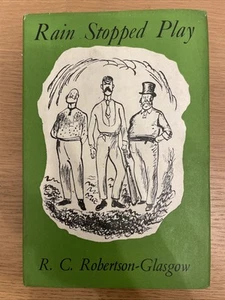 Rain Stopped Play
R. C. Robertson-Glasgow